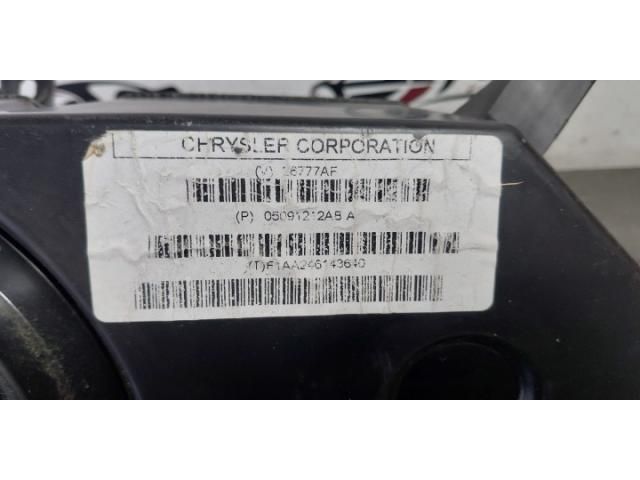 CHRYSLER CORPORATION
(V) 26777AF
(P) 05091212AB A
(T)F1AA246143640